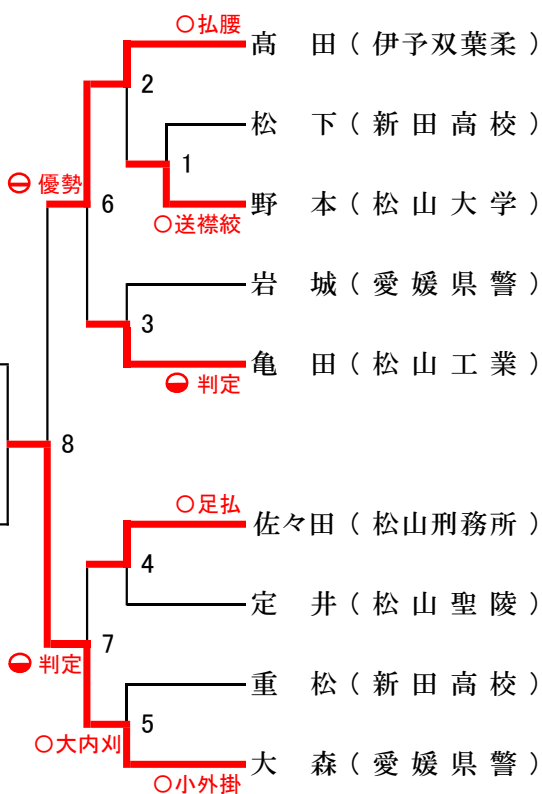 ○払腰
髙 田（伊予双葉柔）
2
松 下（新田高校）
1
優勢
6
野 本（松山大学）
○送襟絞
岩 城（愛媛県警）
3
亀 田（松山工業）
判定
8
○足払
佐々田（松山刑務所）
4
定 井（松山聖陵）
7
判定
重 松（新田高校）
5
○大内刈
大 森（愛媛県警）
○小外掛